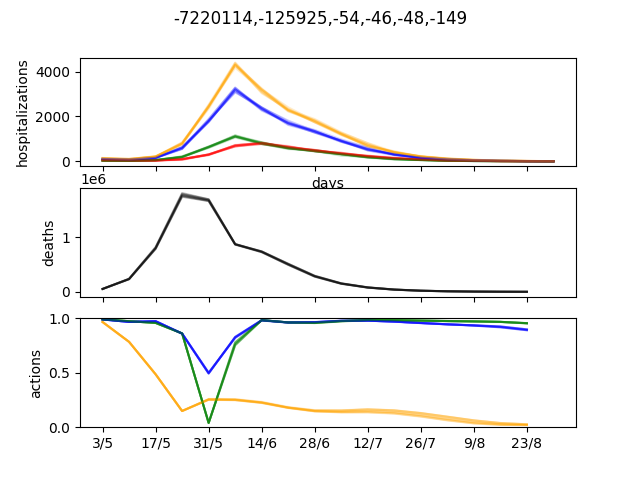 -7220114,-125925,-54,-46,-48,-149
4000
2000
0
hospitalizations
days
1e6
1
0
deaths
1.0
0.5
0.0
actions
3/5 17/5 31/5 14/6 28/6 12/7 26/7 9/8 23/8